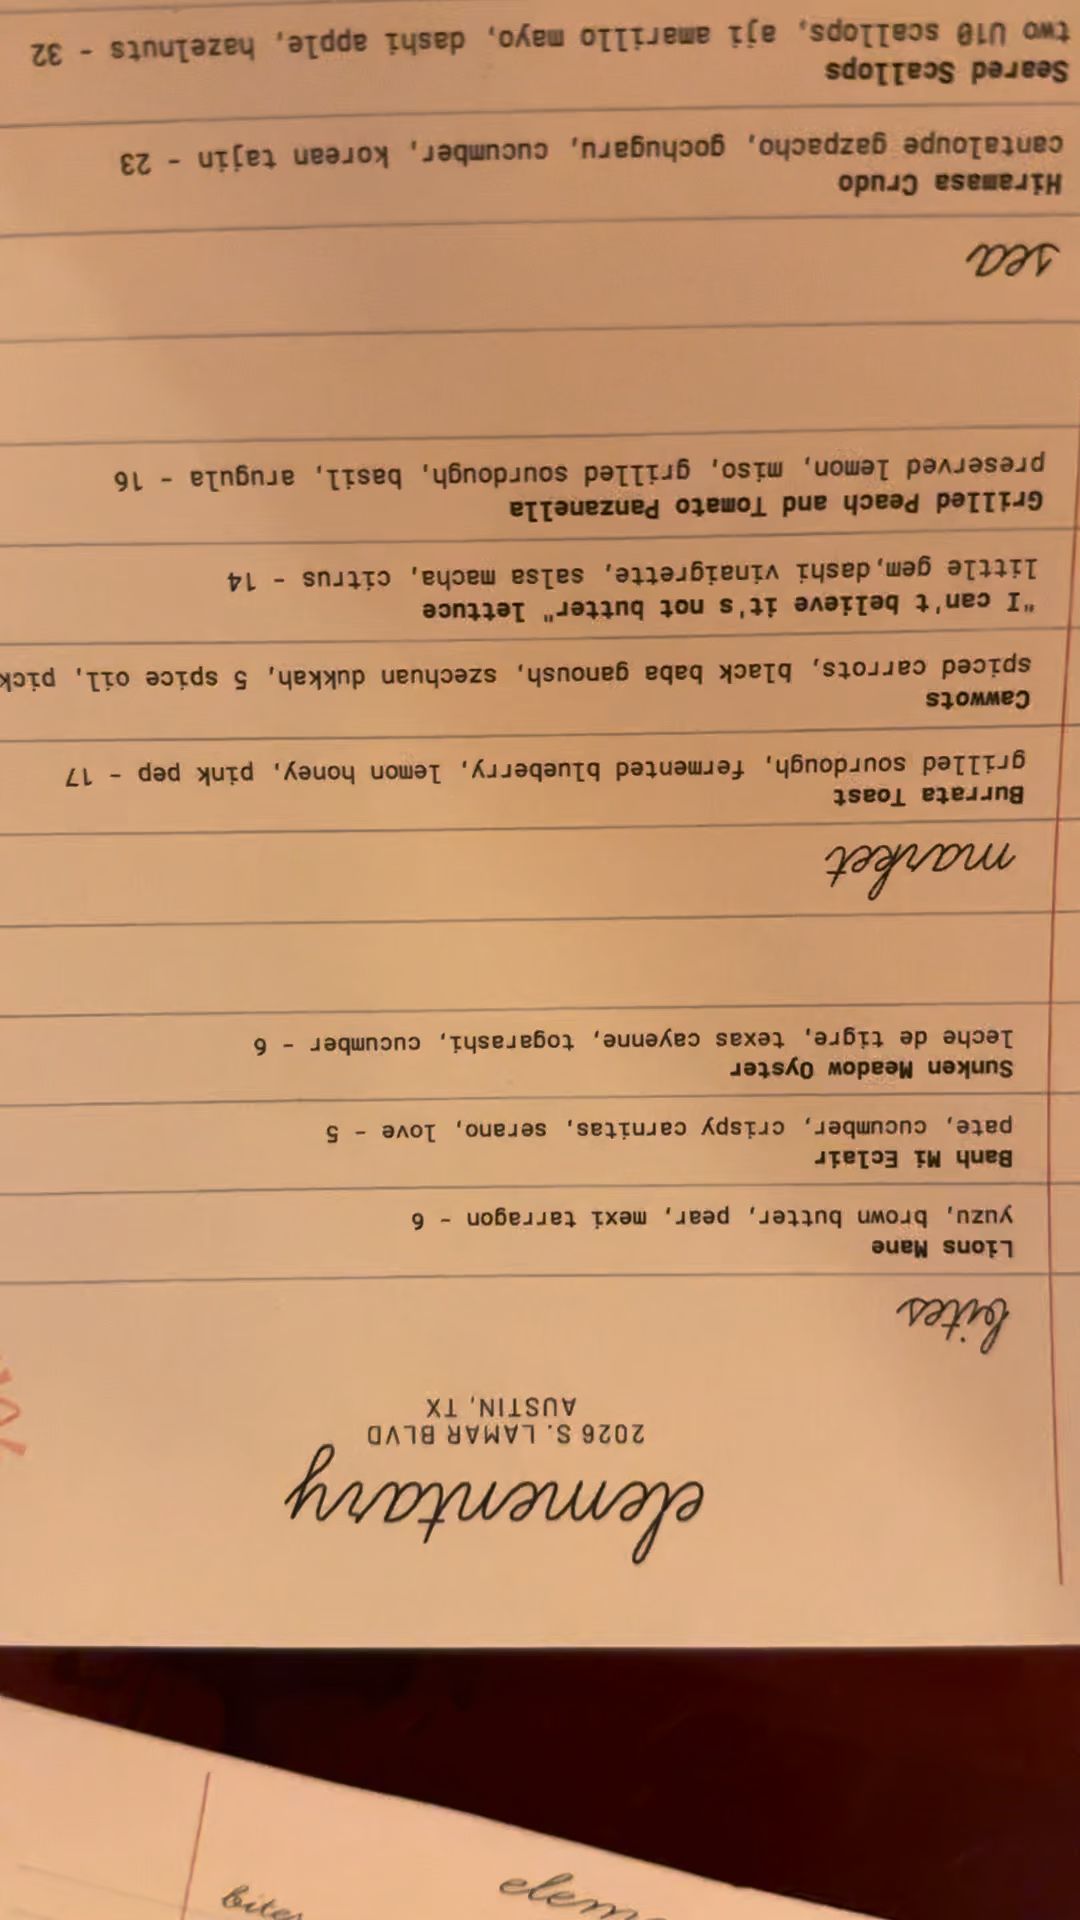 elementary
2026 S. LAMAR BLVD
AUSTIN, TX
bites
Lions Mane
yuzu, brown butter, pear, mexi tarragon - 6
Banh Mi Eclair
pate, cucumber, crispy carnitas, serano, love - 5
Sunken Meadow Oyster
leche de tigre, texas cayenne, togarashi, cucumber - 6
market
Burrata Toast
grilled sourdough, fermented blueberry, lemon honey, pink pep - 17
Cawwots
spiced carrots, black baba ganoush, szechuan dukkah, 5 spice oil, pick
"I can't believe it's not butter" lettuce
little gem, dashi vinaigrette, salsa macha, citrus - 14
Grilled Peach and Tomato Panzanella
preserved lemon, miso, grilled sourdough, basil, arugula - 16
sea
Hiramasa Crudo
cantaloupe gazpacho, gochugaru, cucumber, korean tajin - 23
Seared Scallops
two U10 scallops, aji amarillo mayo, dashi apple, hazelnuts - 32
elem
bites